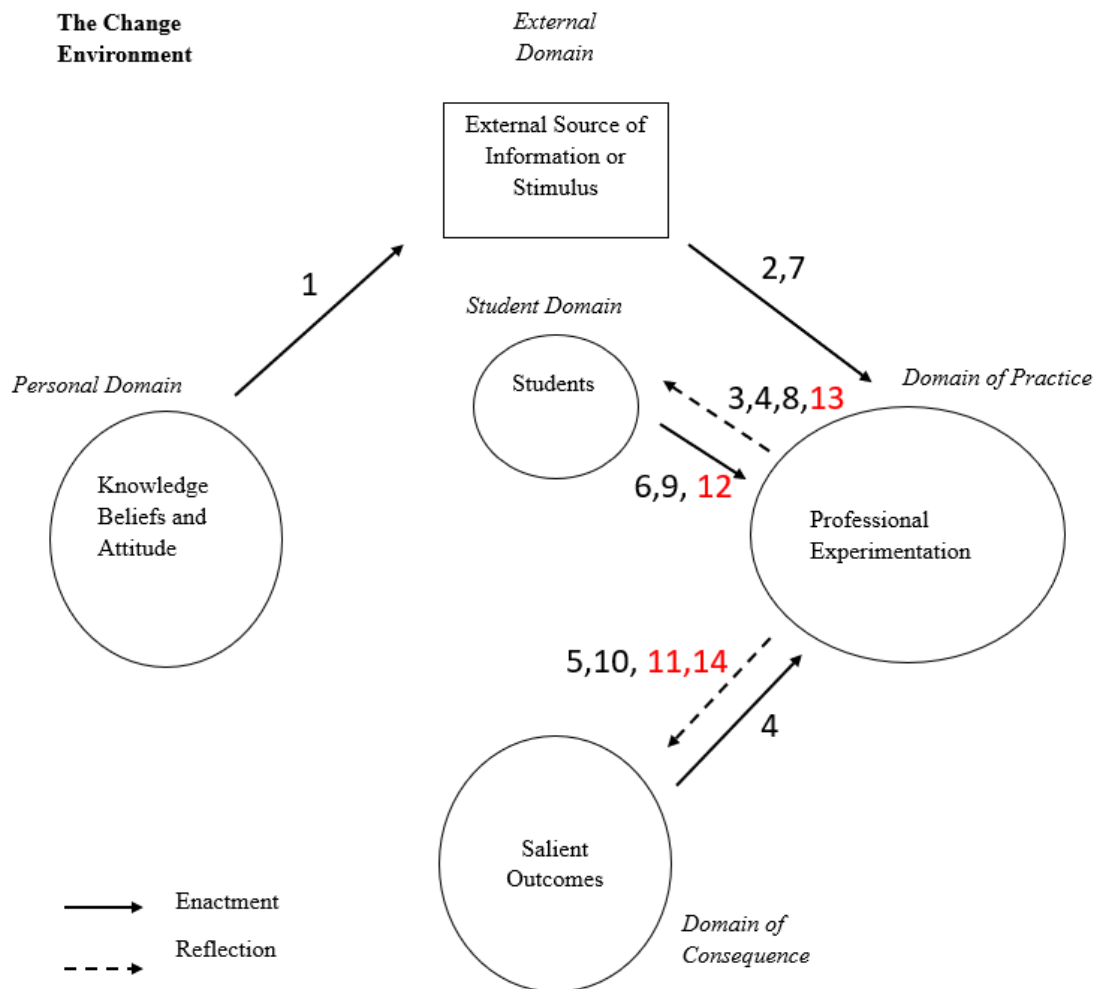 The Change
Environment
External
Domain
External Source of
Information or
Stimulus
1
2,7
Student Domain
Personal Domain
Students
Domain of Practice
3,4,8,13
6,9, 12
Knowledge
Beliefs and
Attitude
Professional
Experimentation
5,10, 11,14
4
Salient
Outcomes
Enactment
Reflection
Domain of
Consequence